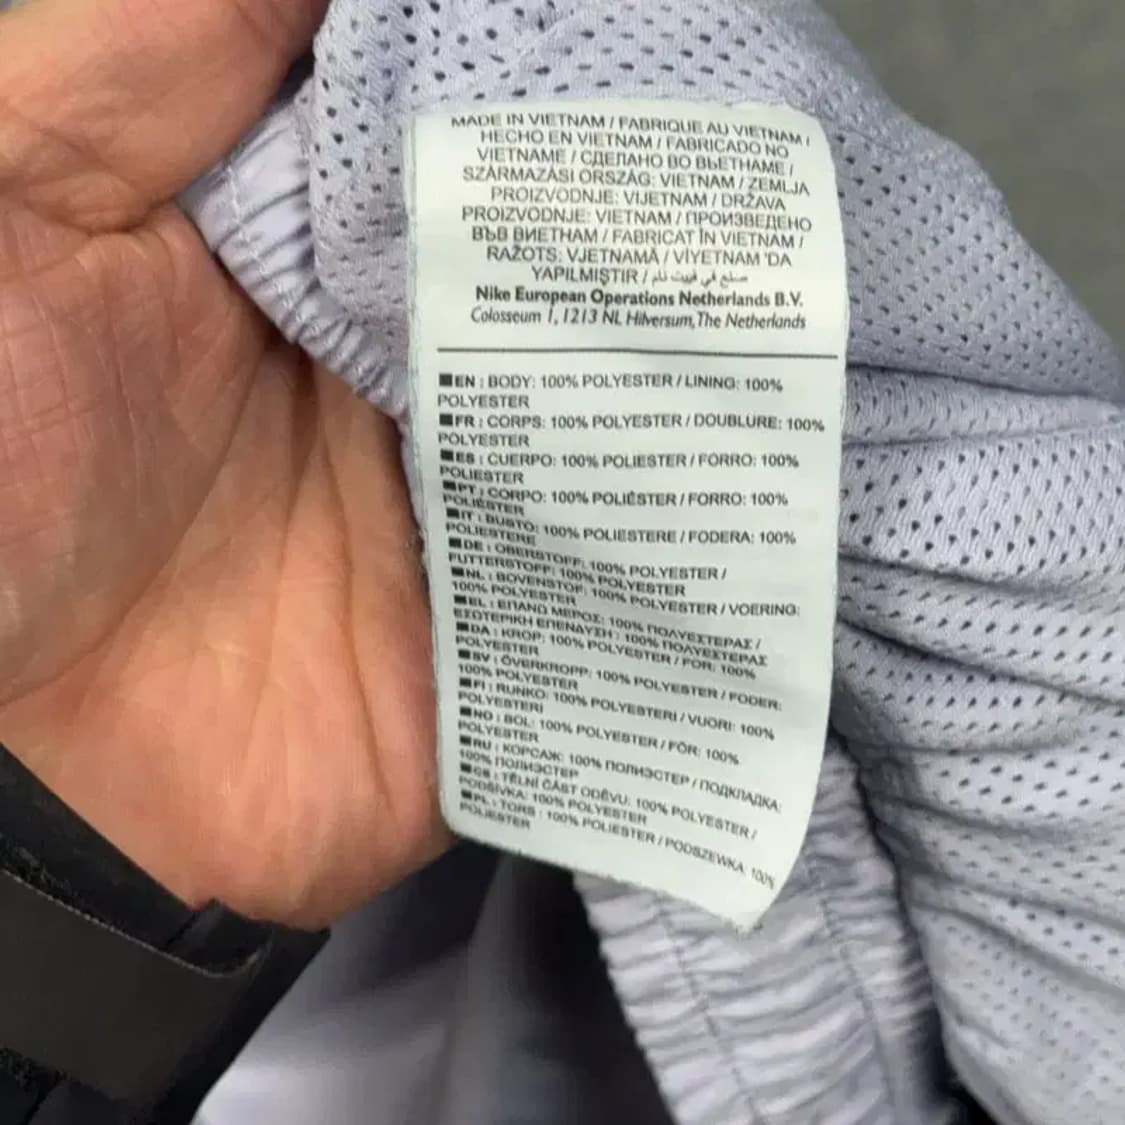 MADE IN VIETNAM / FABRIQUE AU VIETNAM /
HECHO EN VIETNAM / FABRICADO NO
VIETNAME / СДЕЛАНО ВО ВЬЕТНАМЕ /
SZÁRMAZÁSI ORSZÁG: VIETNAM / ZEMLJA
PROIZVODNJE: VIJETNAM / DRŽAVA
PROIZVODNJE: VIETNAM / ПРОИЗВЕДЕНО
ВЪВ ВИЕТНАМ / FABRICAT ÎN VIETNAM /
RAŽOTS: VJETNAMĀ / VİYETNAM 'DA
YAPILMIŞTIR / صنع في فييت نام
Nike European Operations Netherlands B.V.
Colosseum 1, 1213 NL Hilversum, The Netherlands
EN : BODY: 100% POLYESTER / LINING: 100%
POLYESTER
FR : CORPS: 100% POLYESTER / DOUBLURE: 100%
POLYESTER
ES : CUERPO: 100% POLIESTER / FORRO: 100%
POLIESTER
PT : CORPO: 100% POLIÉSTER / FORRO: 100%
POLIÉSTER
IT : BUSTO: 100% POLIESTERE / FODERA: 100%
POLIESTERE
DE : OBERSTOFF: 100% POLYESTER /
FUTTERSTOFF: 100% POLYESTER
NL : BOVENSTOF: 100% POLYESTER / VOERING:
100% POLYESTER
EL : ΕΠΑΝΩ ΜΕΡΟΣ: 100% ΠΟΛΥΕΣΤΕΡΑΣ /
ΕΣΩΤΕΡΙΚΗ ΕΠΕΝΔΥΣΗ : 100% ΠΟΛΥΕΣΤΕΡΑΣ
DA : KROP: 100% POLYESTER / FOR: 100%
POLYESTER
SV : ÖVERKROPP: 100% POLYESTER / FODER:
100% POLYESTER
FI : RUNKO: 100% POLYESTERI / VUORI: 100%
POLYESTERI
NO : BOL: 100% POLYESTER / FÔR: 100%
POLYESTER
RU : КОРСАЖ: 100% ПОЛИЭСТЕР / ПОДКЛАДКА:
100% ПОЛИЭСТЕР
CS : TĚLNÍ ČÁST ODĚVU: 100% POLYESTER /
PODŠÍVKA: 100% POLYESTER
PL : TORS : 100% POLIESTER / PODSZEWKA: 100%
POLIESTER